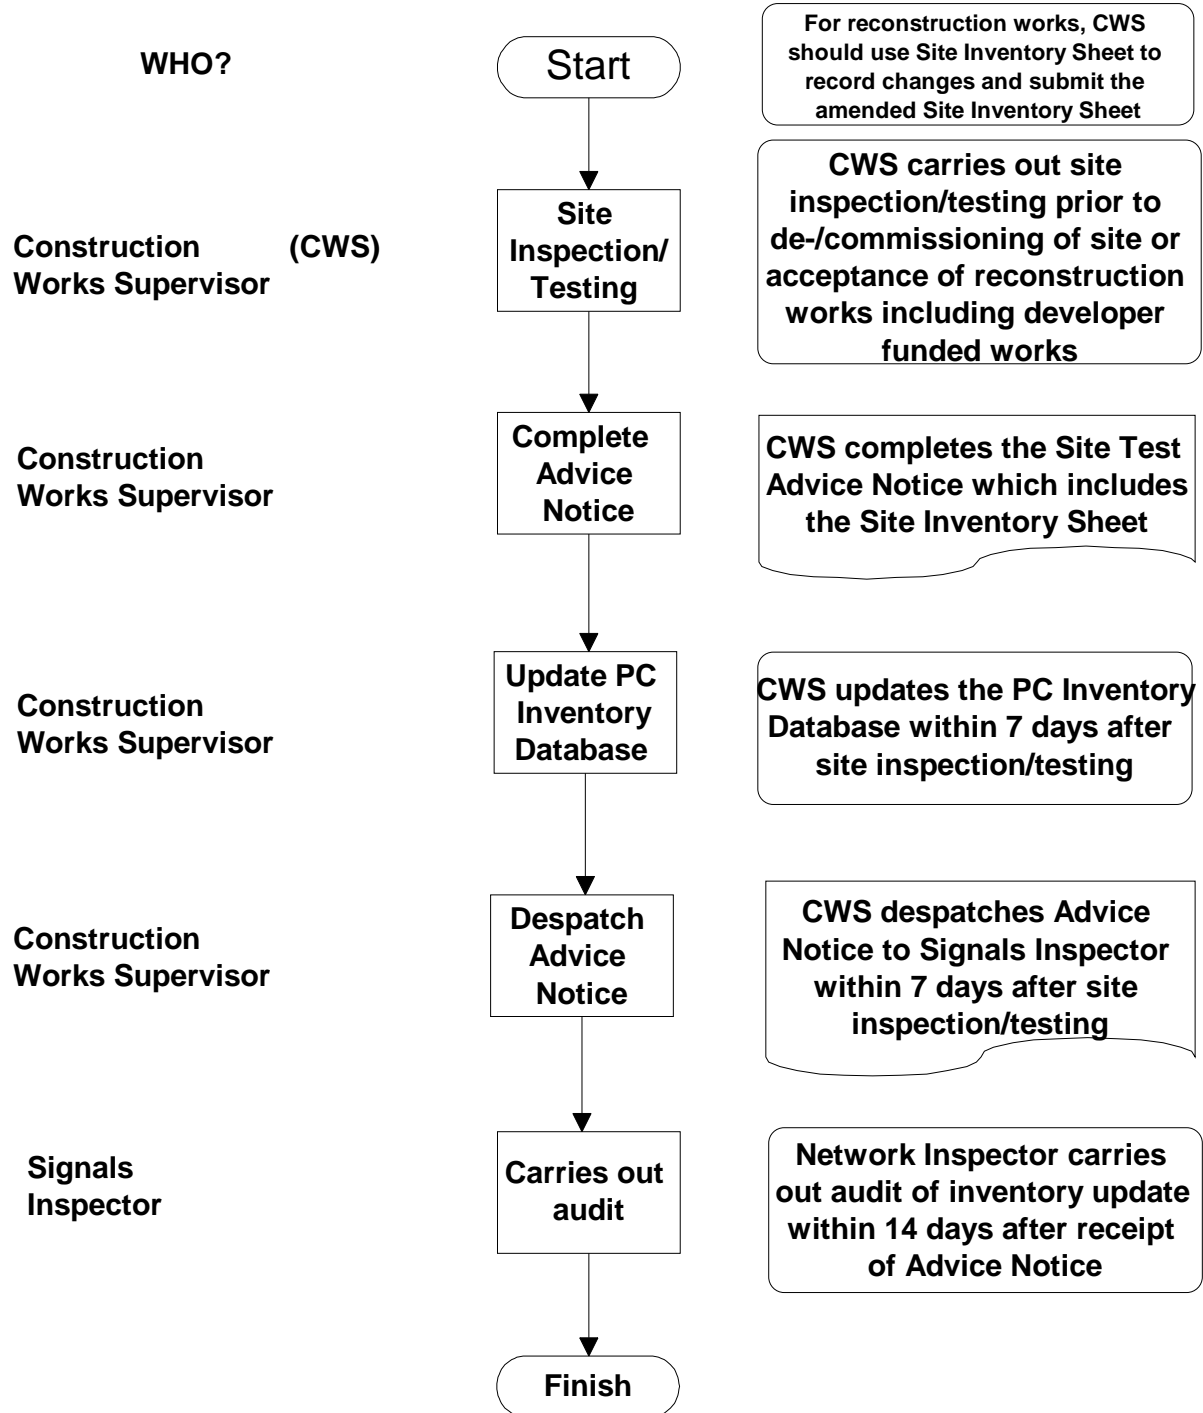 WHO?
Start
For reconstruction works, CWS
should use Site Inventory Sheet to
record changes and submit the
amended Site Inventory Sheet
Construction (CWS)
Works Supervisor
Site
Inspection/
Testing
CWS carries out site
inspection/testing prior to
de-/commissioning of site or
acceptance of reconstruction
works including developer
funded works
Construction
Works Supervisor
Complete
Advice
Notice
CWS completes the Site Test
Advice Notice which includes
the Site Inventory Sheet
Construction
Works Supervisor
Update PC
Inventory
Database
CWS updates the PC Inventory
Database within 7 days after
site inspection/testing
Construction
Works Supervisor
Despatch
Advice
Notice
CWS despatches Advice
Notice to Signals Inspector
within 7 days after site
inspection/testing
Signals
Inspector
Carries out
audit
Network Inspector carries
out audit of inventory update
within 14 days after receipt
of Advice Notice
Finish